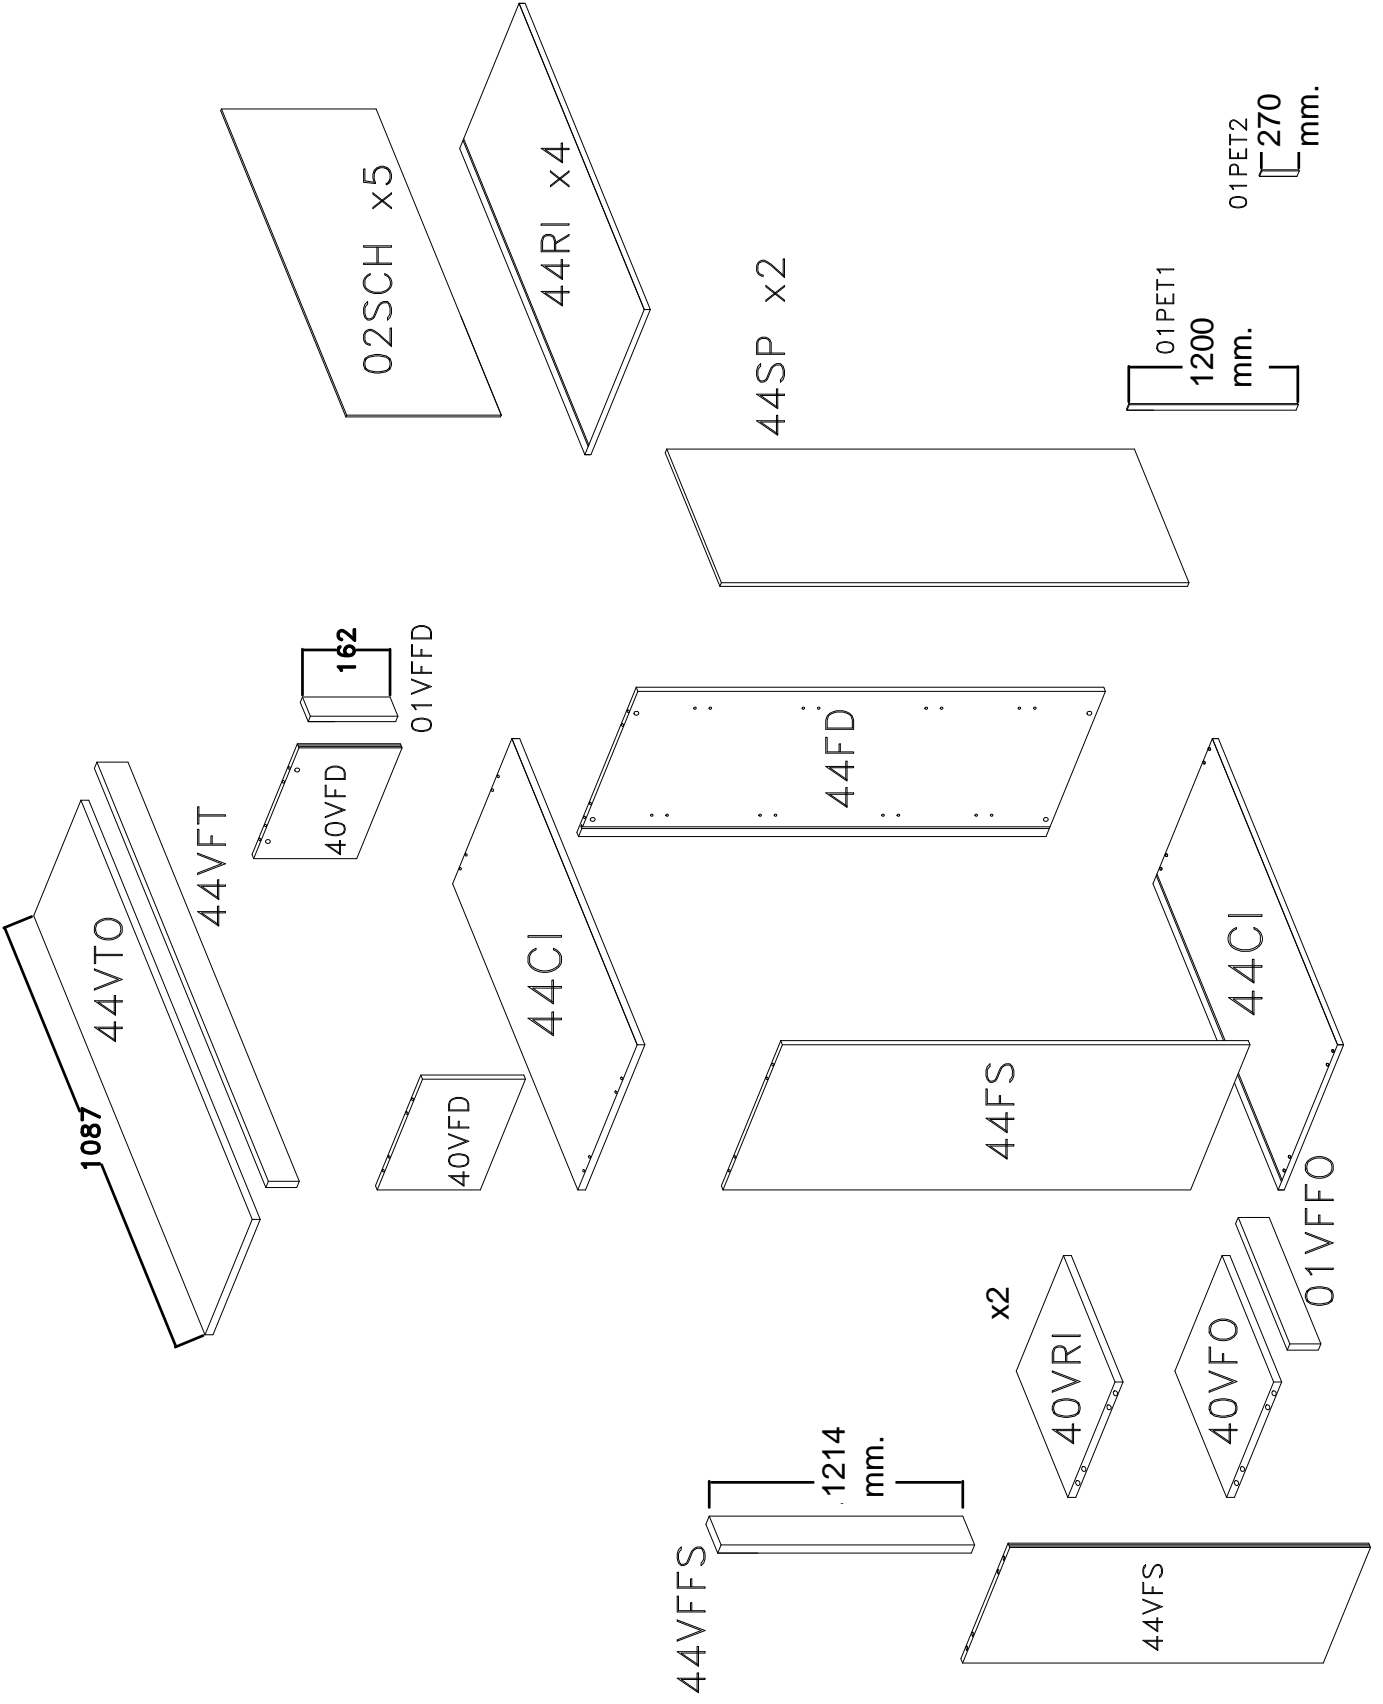 02SCH x5
44RI x4
01PET2
270
mm.
44SP x2
01PET1
1200
mm.
162
01VFFD
40VFD
44VFT
44VTO
1087
44FD
44CI
40VFD
44CI
44FS
01VFFO
x2
40VRI
40VFO
1214
mm.
44VFFS
44VFS